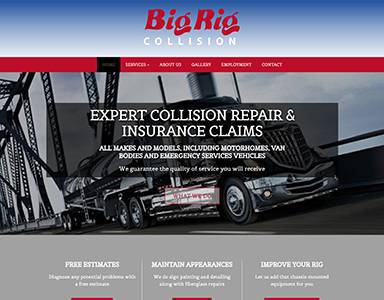 Big Rig
COLLISION
HOME SERVICES ABOUT US GALLERY EMPLOYMENT CONTACT
EXPERT COLLISION REPAIR &
INSURANCE CLAIMS
ALL MAKES AND MODELS, INCLUDING MOTORHOMES, VAN
BODIES AND EMERGENCY SERVICES VEHICLES
We guarantee the quality of service you will receive
WHAT WE DO
FREE ESTIMATES MAINTAIN APPEARANCES IMPROVE YOUR RIG
Diagnose any potential problems with We do sign painting and detailing Let us add that chassis mounted
a free estimate along with fiberglass repairs equipment for you